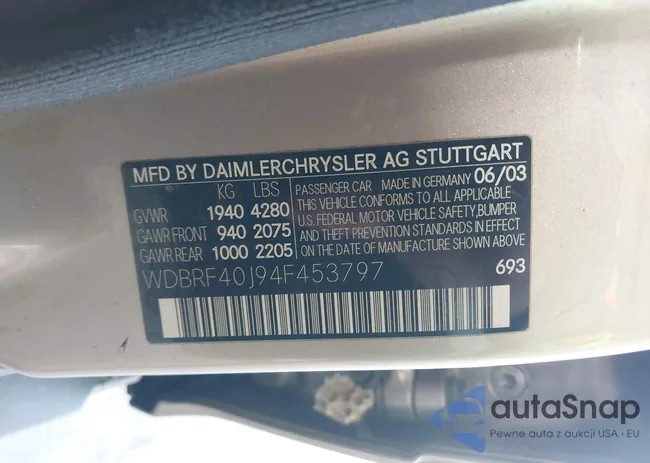 MFD BY DAIMLERCHRYSLER AG STUTTGART
KG LBS
GVWR 1940 4280
GAWR FRONT 940 2075
GAWR REAR 1000 2205
PASSENGER CAR MADE IN GERMANY 06/03
THIS VEHICLE CONFORMS TO ALL APPLICABLE
U.S. FEDERAL MOTOR VEHICLE SAFETY, BUMPER
AND THEFT PREVENTION STANDARDS IN EFFECT
ON THE DATE OF MANUFACTURE SHOWN ABOVE
WDBRF40J94F453797
693
autaSnap
Pewne auta z aukcji USA i EU